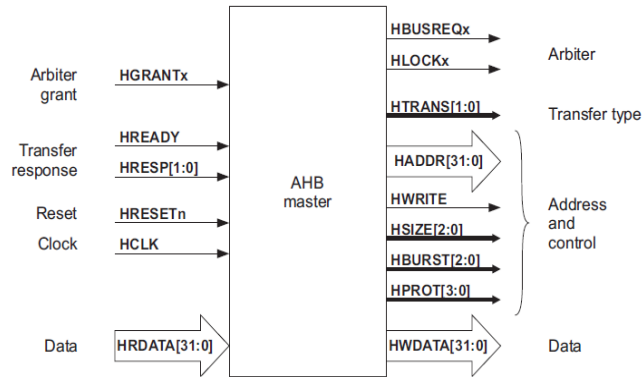 Arbiter
grant
HGRANTx
Transfer
response
HREADY
HRESP[1:0]
Reset
HRESETn
Clock
HCLK
Data
HRDATA[31:0]
AHB
master
HBUSREQx
HLOCKx
Arbiter
HTRANS[1:0]
Transfer type
HADDR[31:0]
HWRITE
HSIZE[2:0]
HBURST[2:0]
HPROT[3:0]
Address
and
control
HWDATA[31:0]
Data